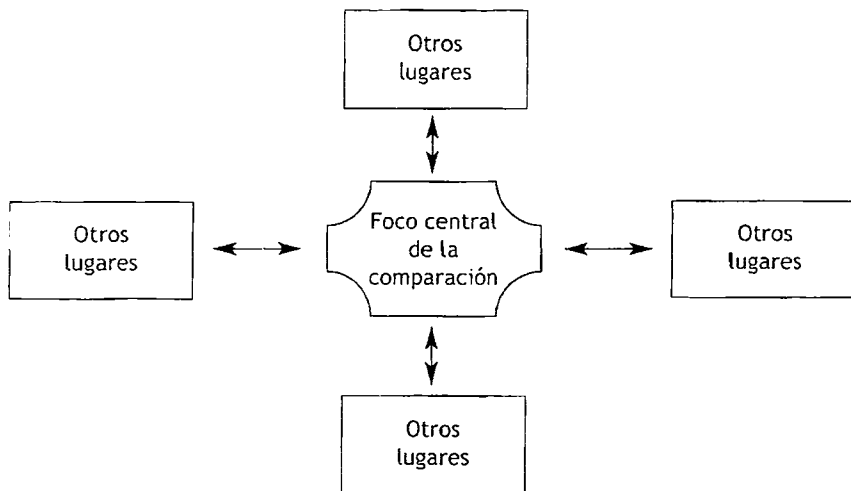 Otros
lugares
Otros
lugares
Foco central
de la
comparación
Otros
lugares
Otros
lugares